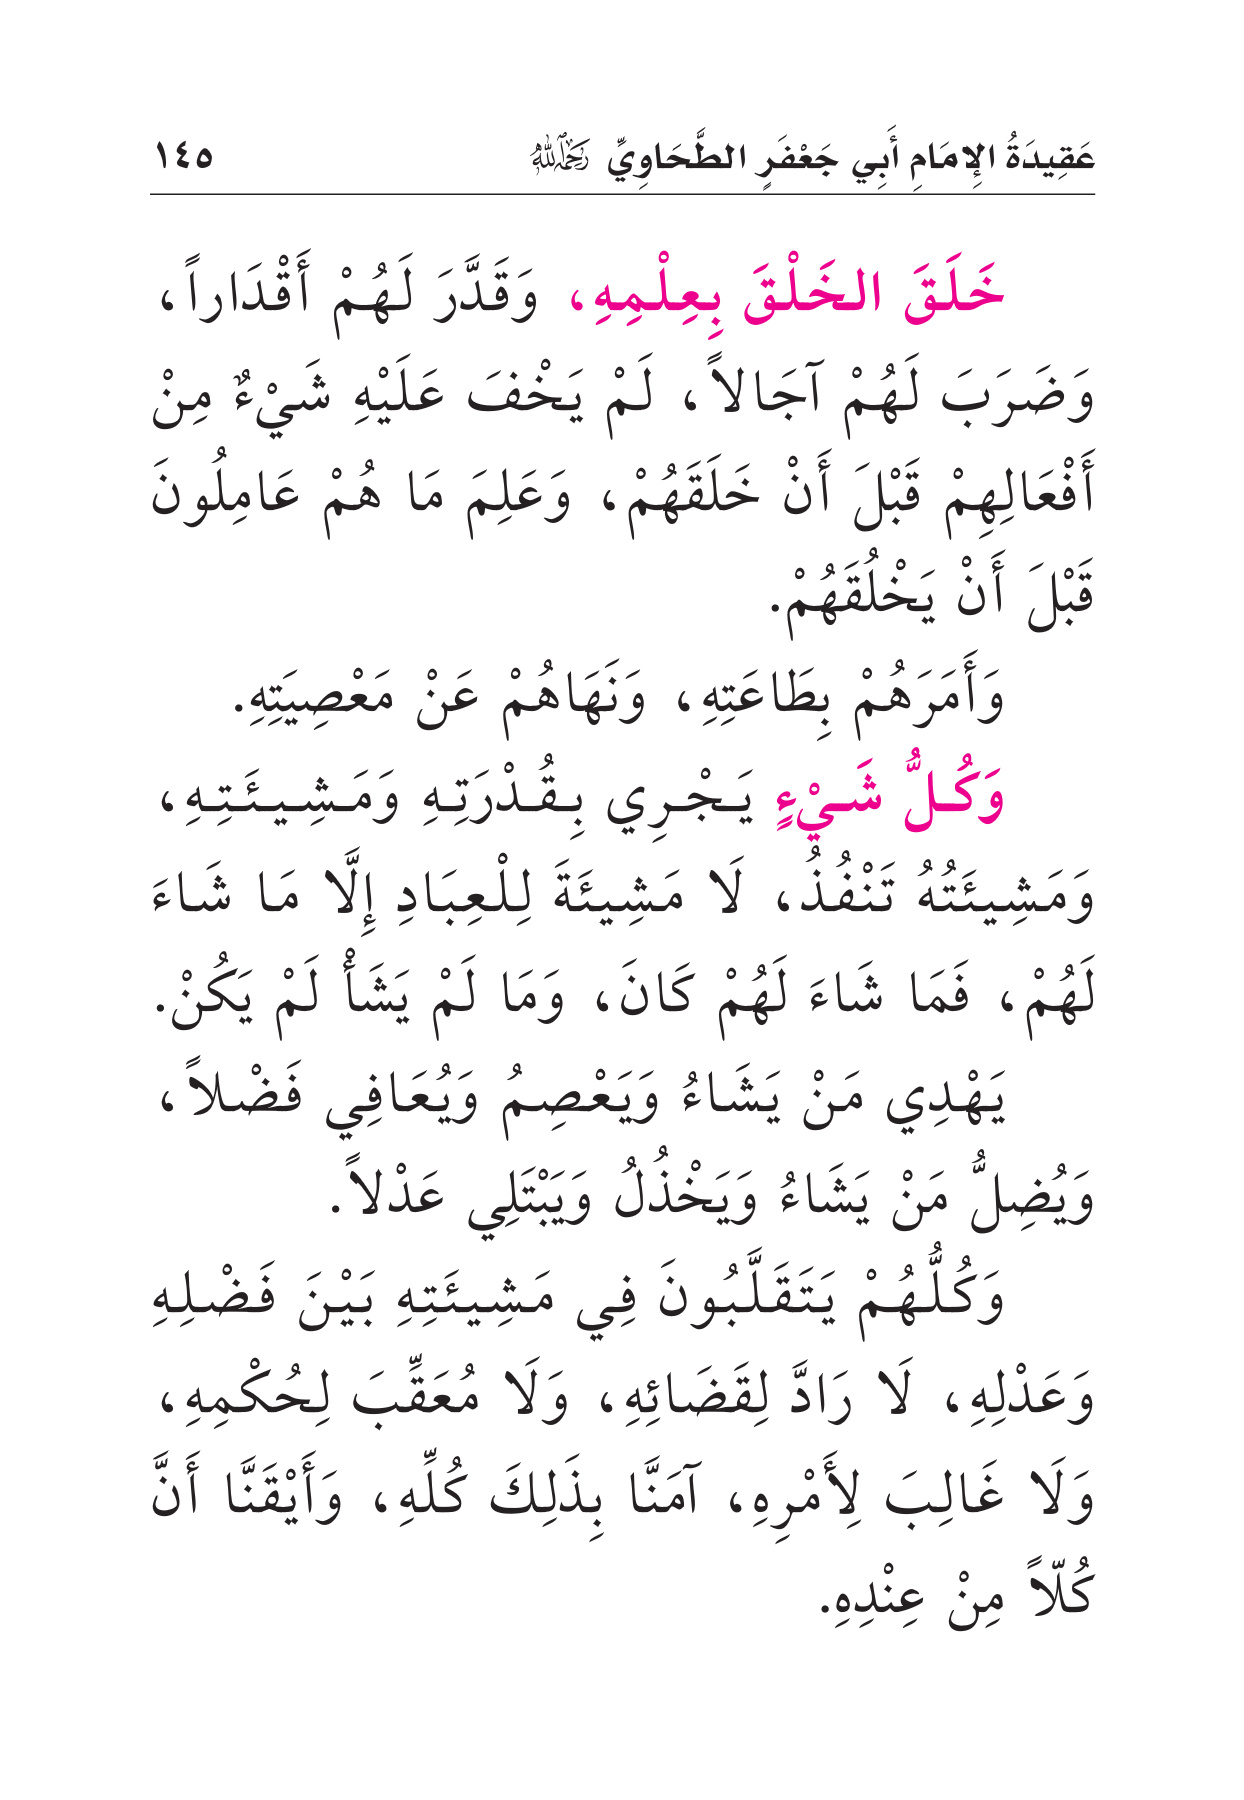 عَقِيدَةُ الإِمَامِ أَبِي جَعْفَرٍ الطَّحَاوِيِّ رَحِمَهُ اللَّهُ ١٤٥
خَلَقَ الخَلْقَ بِعِلْمِهِ، وَقَدَّرَ لَهُمْ أَقْدَاراً،
وَضَرَبَ لَهُمْ آجَالاً، لَمْ يَخْفَ عَلَيْهِ شَيْءٌ مِنْ
أَفْعَالِهِمْ قَبْلَ أَنْ خَلَقَهُمْ، وَعَلِمَ مَا هُمْ عَامِلُونَ
قَبْلَ أَنْ يَخْلُقَهُمْ.
وَأَمَرَهُمْ بِطَاعَتِهِ، وَنَهَاهُمْ عَنْ مَعْصِيَتِهِ.
وَكُلُّ شَيْءٍ يَجْرِي بِقُدْرَتِهِ وَمَشِيئَتِهِ،
وَمَشِيئَتُهُ تَنْفُذُ، لَا مَشِيئَةَ لِلْعِبَادِ إِلَّا مَا شَاءَ
لَهُمْ، فَمَا شَاءَ لَهُمْ كَانَ، وَمَا لَمْ يَشَأْ لَمْ يَكُنْ.
يَهْدِي مَنْ يَشَاءُ وَيَعْصِمُ وَيُعَافِي فَضْلاً،
وَيُضِلُّ مَنْ يَشَاءُ وَيَخْذُلُ وَيَبْتَلِي عَدْلاً.
وَكُلُّهُمْ يَتَقَلَّبُونَ فِي مَشِيئَتِهِ بَيْنَ فَضْلِهِ
وَعَدْلِهِ، لَا رَادَّ لِقَضَائِهِ، وَلَا مُعَقِّبَ لِحُكْمِهِ،
وَلَا غَالِبَ لِأَمْرِهِ، آمَنَّا بِذَلِكَ كُلِّهِ، وَأَيْقَنَّا أَنَّ
كُلّاً مِنْ عِنْدِهِ.